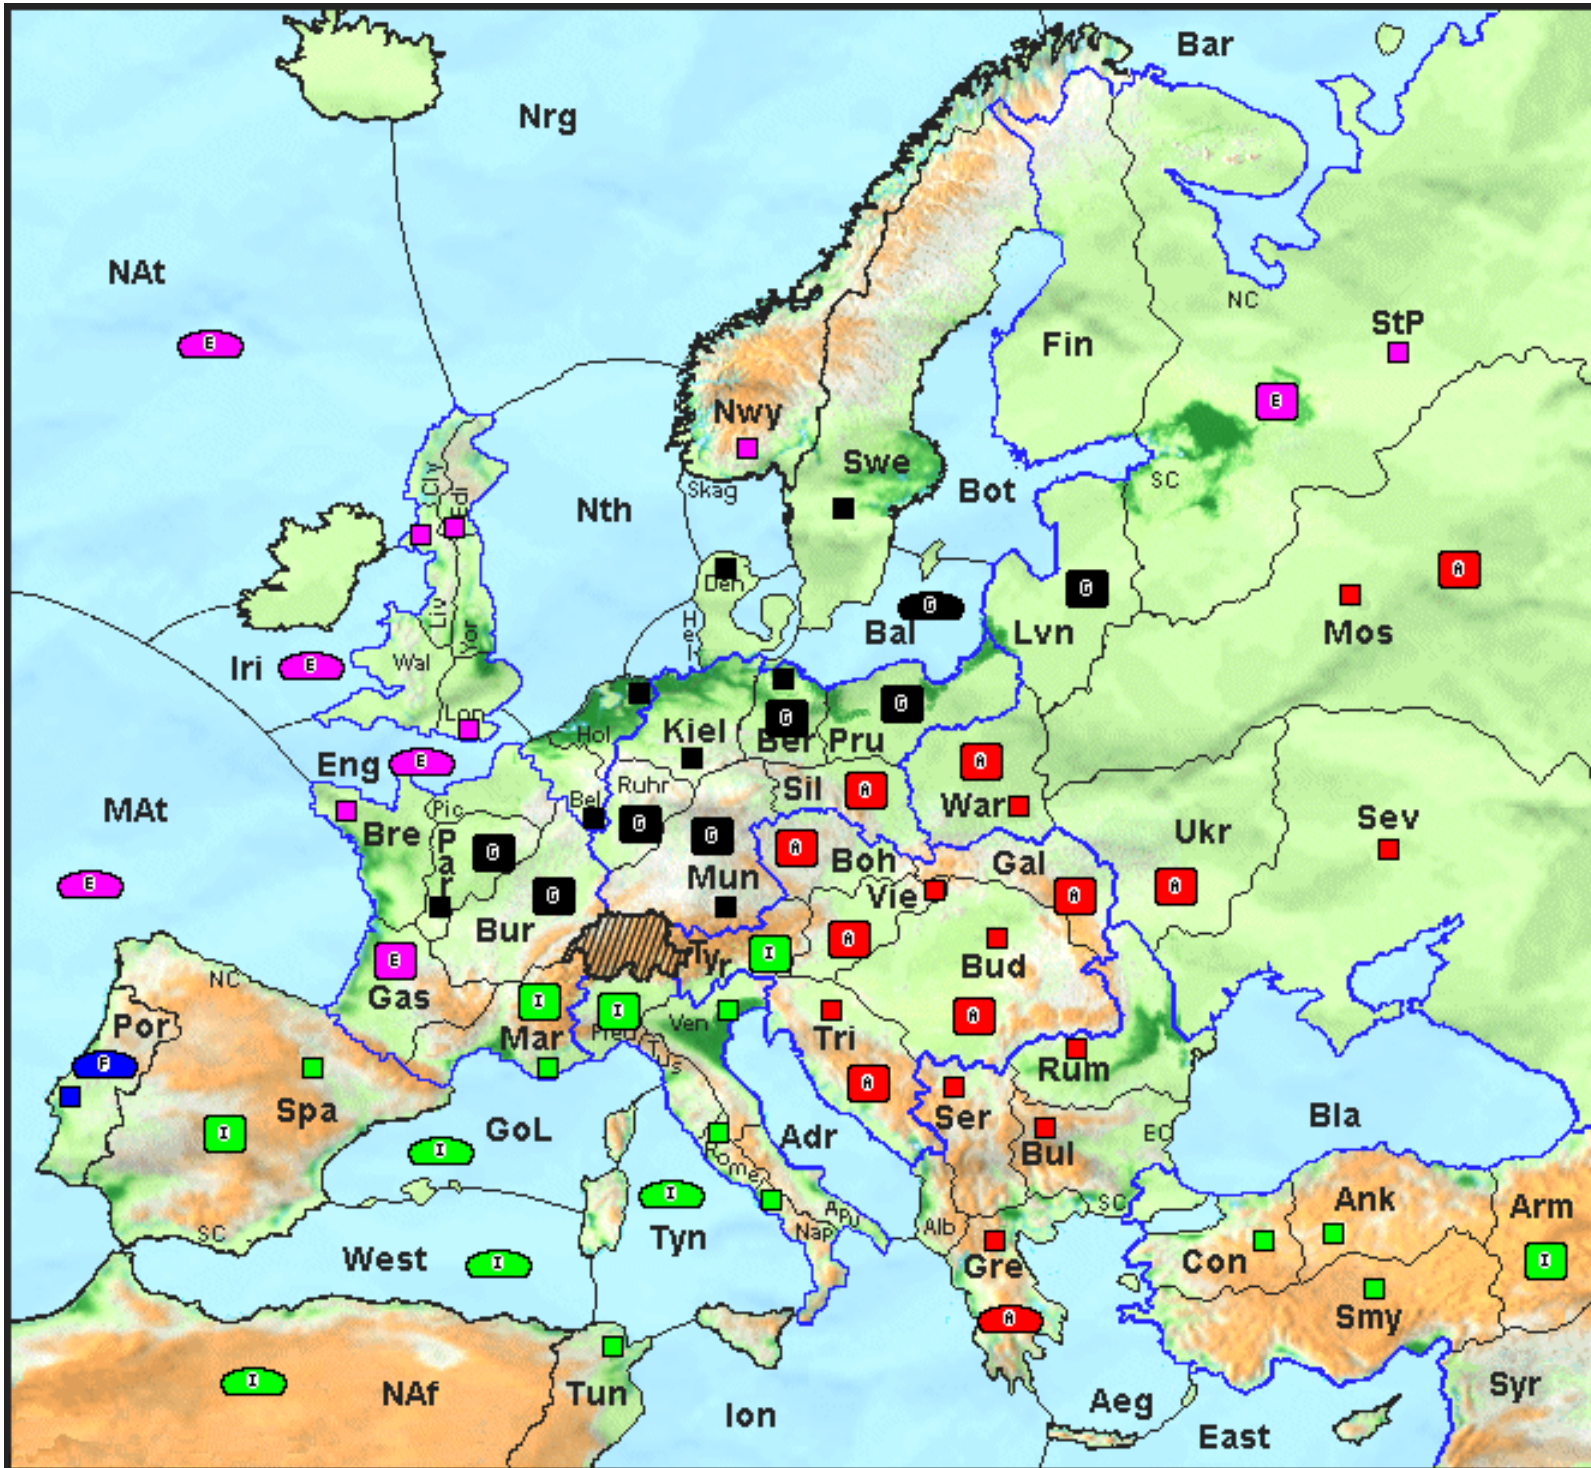 Bar
Nrg
NAt
E
NC
StP
Fin
E
Nwy
Swe
Cly
Edi
Skag
Bot
SC
Nth
A
Den
G
G
Bal
Lvn
Mos
Hel
Liv
Yor
Iri
E
Wal
Lon
G
G
Hol
Kiel
Ber
Pru
Eng
E
A
Sil
A
War
Ruhr
MAt
Pic
Bel
Bre
Par
G
G
G
A
Boh
Gal
Ukr
Sev
E
Mun
Vie
A
A
G
Bur
A
I
Tyr
Bud
E
Gas
NC
I
I
Mar
Pied
Ven
Tri
A
Por
F
Tus
Rum
A
Spa
Ser
I
GoL
Adr
Bul
EC
Bla
I
Rome
I
Ank
Arm
SC
West
Tyn
Apu
Nap
Alb
SC
Con
I
Gre
I
Smy
A
I
NAf
Tun
Ion
Aeg
East
Syr